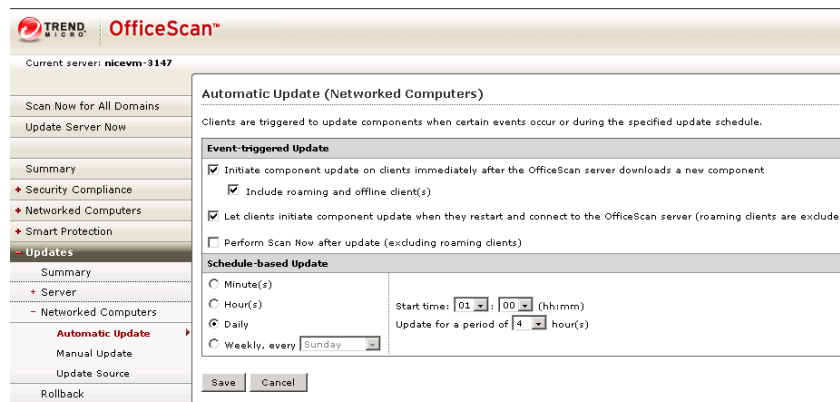 TREND MICRO OfficeScan™
Current server: nicevm-3147
Scan Now for All Domains
Update Server Now
Summary
+ Security Compliance
+ Networked Computers
+ Smart Protection
- Updates
Summary
+ Server
- Networked Computers
Automatic Update
Manual Update
Update Source
Rollback
Automatic Update (Networked Computers)
Clients are triggered to update components when certain events occur or during the specified update schedule.
Event-triggered Update
Initiate component update on clients immediately after the OfficeScan server downloads a new component
Include roaming and offline client(s)
Let clients initiate component update when they restart and connect to the OfficeScan server (roaming clients are exclude
Perform Scan Now after update (excluding roaming clients)
Schedule-based Update
Minute(s)
Hour(s)
Daily
Weekly, every Sunday
Start time: 01 : 00 (hh:mm)
Update for a period of 4 hour(s)
Save Cancel